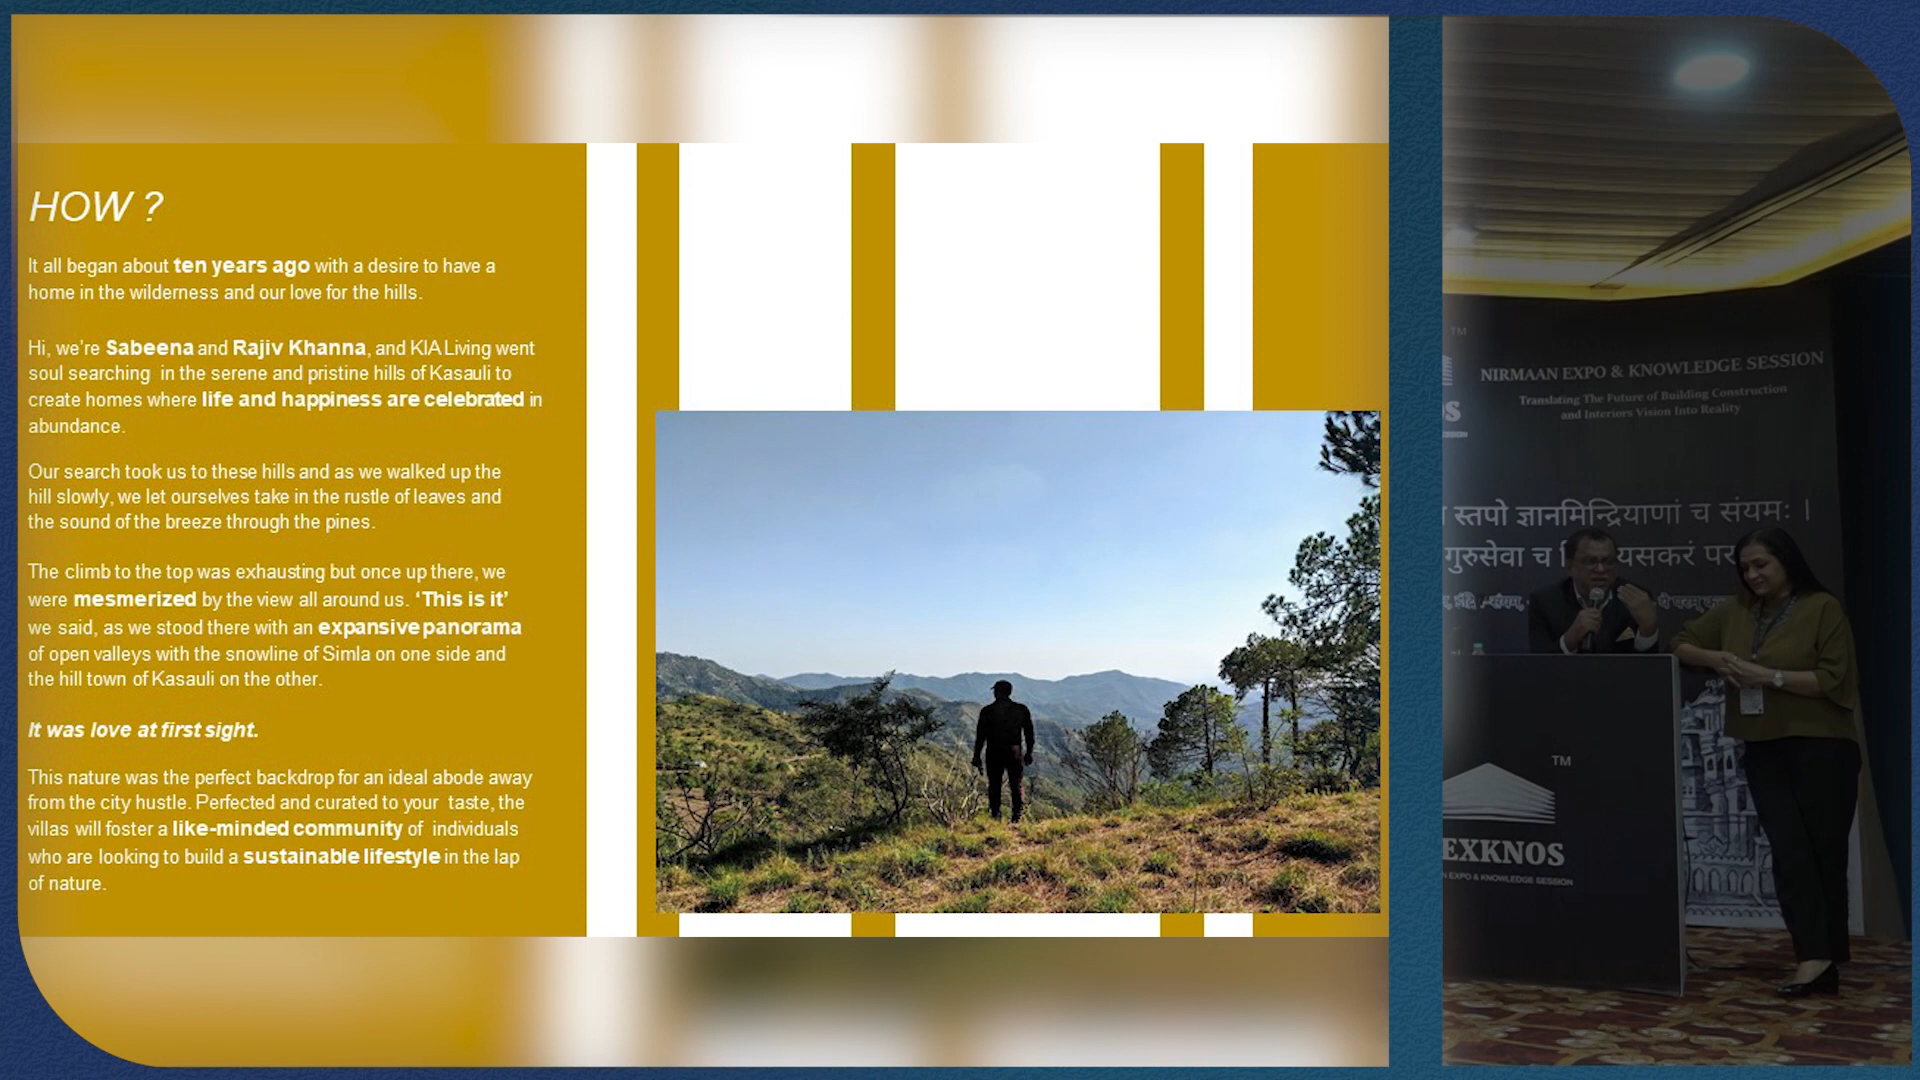 HOW ?
It all began about ten years ago with a desire to have a
home in the wilderness and our love for the hills.
Hi, we're Sabeena and Rajiv Khanna, and KIA Living went
soul searching in the serene and pristine hills of Kasauli to
create homes where life and happiness are celebrated in
abundance.
Our search took us to these hills and as we walked up the
hill slowly, we let ourselves take in the rustle of leaves and
the sound of the breeze through the pines.
The climb to the top was exhausting but once up there, we
were mesmerized by the view all around us. ‘This is it’
we said, as we stood there with an expansive panorama
of open valleys with the snowline of Simla on one side and
the hill town of Kasauli on the other.
It was love at first sight.
This nature was the perfect backdrop for an ideal abode away
from the city hustle. Perfected and curated to your taste, the
villas will foster a like-minded community of individuals
who are looking to build a sustainable lifestyle in the lap
of nature.
TM
NIRMAAN EXPO & KNOWLEDGE SESSION
Translating The Future of Building Construction
and Interiors Vision Into Reality
स्तपो ज्ञानमिन्द्रियाणां च संयमः ।
गुरुसेवा च
TM
EXKNOS
EXPO & KNOWLEDGE SESSION